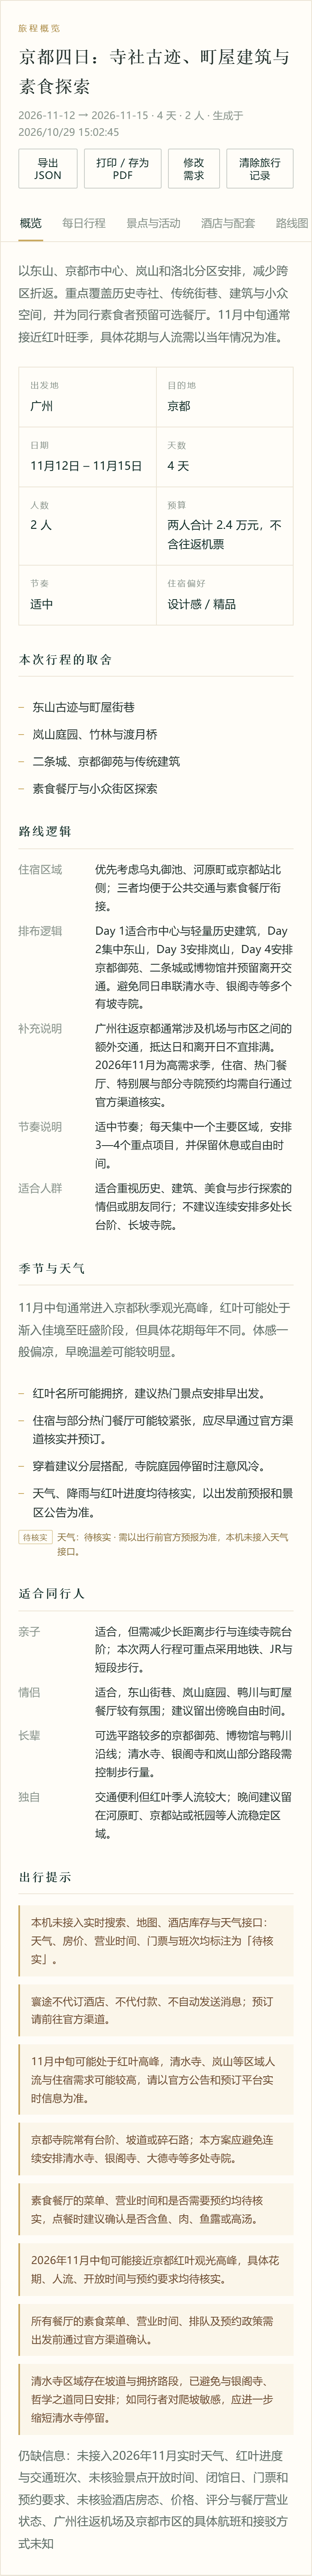 旅程概览
京都四日：寺社古迹、町屋建筑与
素食探索
2026-11-12 → 2026-11-15 · 4 天 · 2 人 · 生成于
2026/10/29 15:02:45
导出
JSON
打印 / 存为
PDF
修改
需求
清除旅行
记录
概览 每日行程 景点与活动 酒店与配套 路线图
以东山、京都市中心、岚山和洛北分区安排，减少跨
区折返。重点覆盖历史寺社、传统街巷、建筑与小众
空间，并为同行素食者预留可选餐厅。11月中旬通常
接近红叶旺季，具体花期与人流需以当年情况为准。
出发地
广州
目的地
京都
日期
11月12日 – 11月15日
天数
4 天
人数
2 人
预算
两人合计 2.4 万元，不
含往返机票
节奏
适中
住宿偏好
设计感 / 精品
本次行程的取舍
– 东山古迹与町屋街巷
– 岚山庭园、竹林与渡月桥
– 二条城、京都御苑与传统建筑
– 素食餐厅与小众街区探索
路线逻辑
住宿区域
优先考虑乌丸御池、河原町或京都站北
侧；三者均便于公共交通与素食餐厅衔
接。
排布逻辑
Day 1适合市中心与轻量历史建筑，Day
2集中东山，Day 3安排岚山，Day 4安排
京都御苑、二条城或博物馆并预留离开交
通。避免同日串联清水寺、银阁寺等多个
有坡寺院。
补充说明
广州往返京都通常涉及机场与市区之间的
额外交通，抵达日和离开日不宜排满。
2026年11月为高需求季，住宿、热门餐
厅、特别展与部分寺院预约均需自行通过
官方渠道核实。
节奏说明
适中节奏；每天集中一个主要区域，安排
3—4个重点项目，并保留休息或自由时
间。
适合人群
适合重视历史、建筑、美食与步行探索的
情侣或朋友同行；不建议连续安排多处长
台阶、长坡寺院。
季节与天气
11月中旬通常进入京都秋季观光高峰，红叶可能处于
渐入佳境至旺盛阶段，但具体花期每年不同。体感一
般偏凉，早晚温差可能较明显。
– 红叶名所可能拥挤，建议热门景点安排早出发。
– 住宿与部分热门餐厅可能较紧张，应尽早通过官方渠
道核实并预订。
– 穿着建议分层搭配，寺院庭园停留时注意风冷。
– 天气、降雨与红叶进度均待核实，以出发前预报和景
区公告为准。
待核实 天气：待核实 · 需以出行前官方预报为准，本机未接入天气
接口。
适合同行人
亲子
适合，但需减少长距离步行与连续寺院台
阶；本次两人行程可重点采用地铁、JR与
短段步行。
情侣
适合，东山街巷、岚山庭园、鸭川与町屋
餐厅较有氛围；建议留出傍晚自由时间。
长辈
可选平路较多的京都御苑、博物馆与鸭川
沿线；清水寺、银阁寺和岚山部分路段需
控制步行量。
独自
交通便利但红叶季人流较大；晚间建议留
在河原町、京都站或祇园等人流稳定区
域。
出行提示
本机未接入实时搜索、地图、酒店库存与天气接口：
天气、房价、营业时间、门票与班次均标注为「待核
实」。
寰途不代订酒店、不代付款、不自动发送消息；预订
请前往官方渠道。
11月中旬可能处于红叶高峰，清水寺、岚山等区域人
流与住宿需求可能较高，请以官方公告和预订平台实
时信息为准。
京都寺院常有台阶、坡道或碎石路；本方案应避免连
续安排清水寺、银阁寺、大德寺等多处寺院。
素食餐厅的菜单、营业时间和是否需要预约均待核
实，点餐时建议确认是否含鱼、肉、鱼露或高汤。
2026年11月中旬可能接近京都红叶观光高峰，具体花
期、人流、开放时间与预约要求均待核实。
所有餐厅的素食菜单、营业时间、排队及预约政策需
出发前通过官方渠道确认。
清水寺区域存在坡道与拥挤路段，已避免与银阁寺、
哲学之道同日安排；如同行者对爬坡敏感，应进一步
缩短清水寺停留。
仍缺信息：未接入2026年11月实时天气、红叶进度
与交通班次、未核验景点开放时间、闭馆日、门票和
预约要求、未核验酒店房态、价格、评分与餐厅营业
状态、广州往返机场及京都市内的具体航班和接驳方
式未知